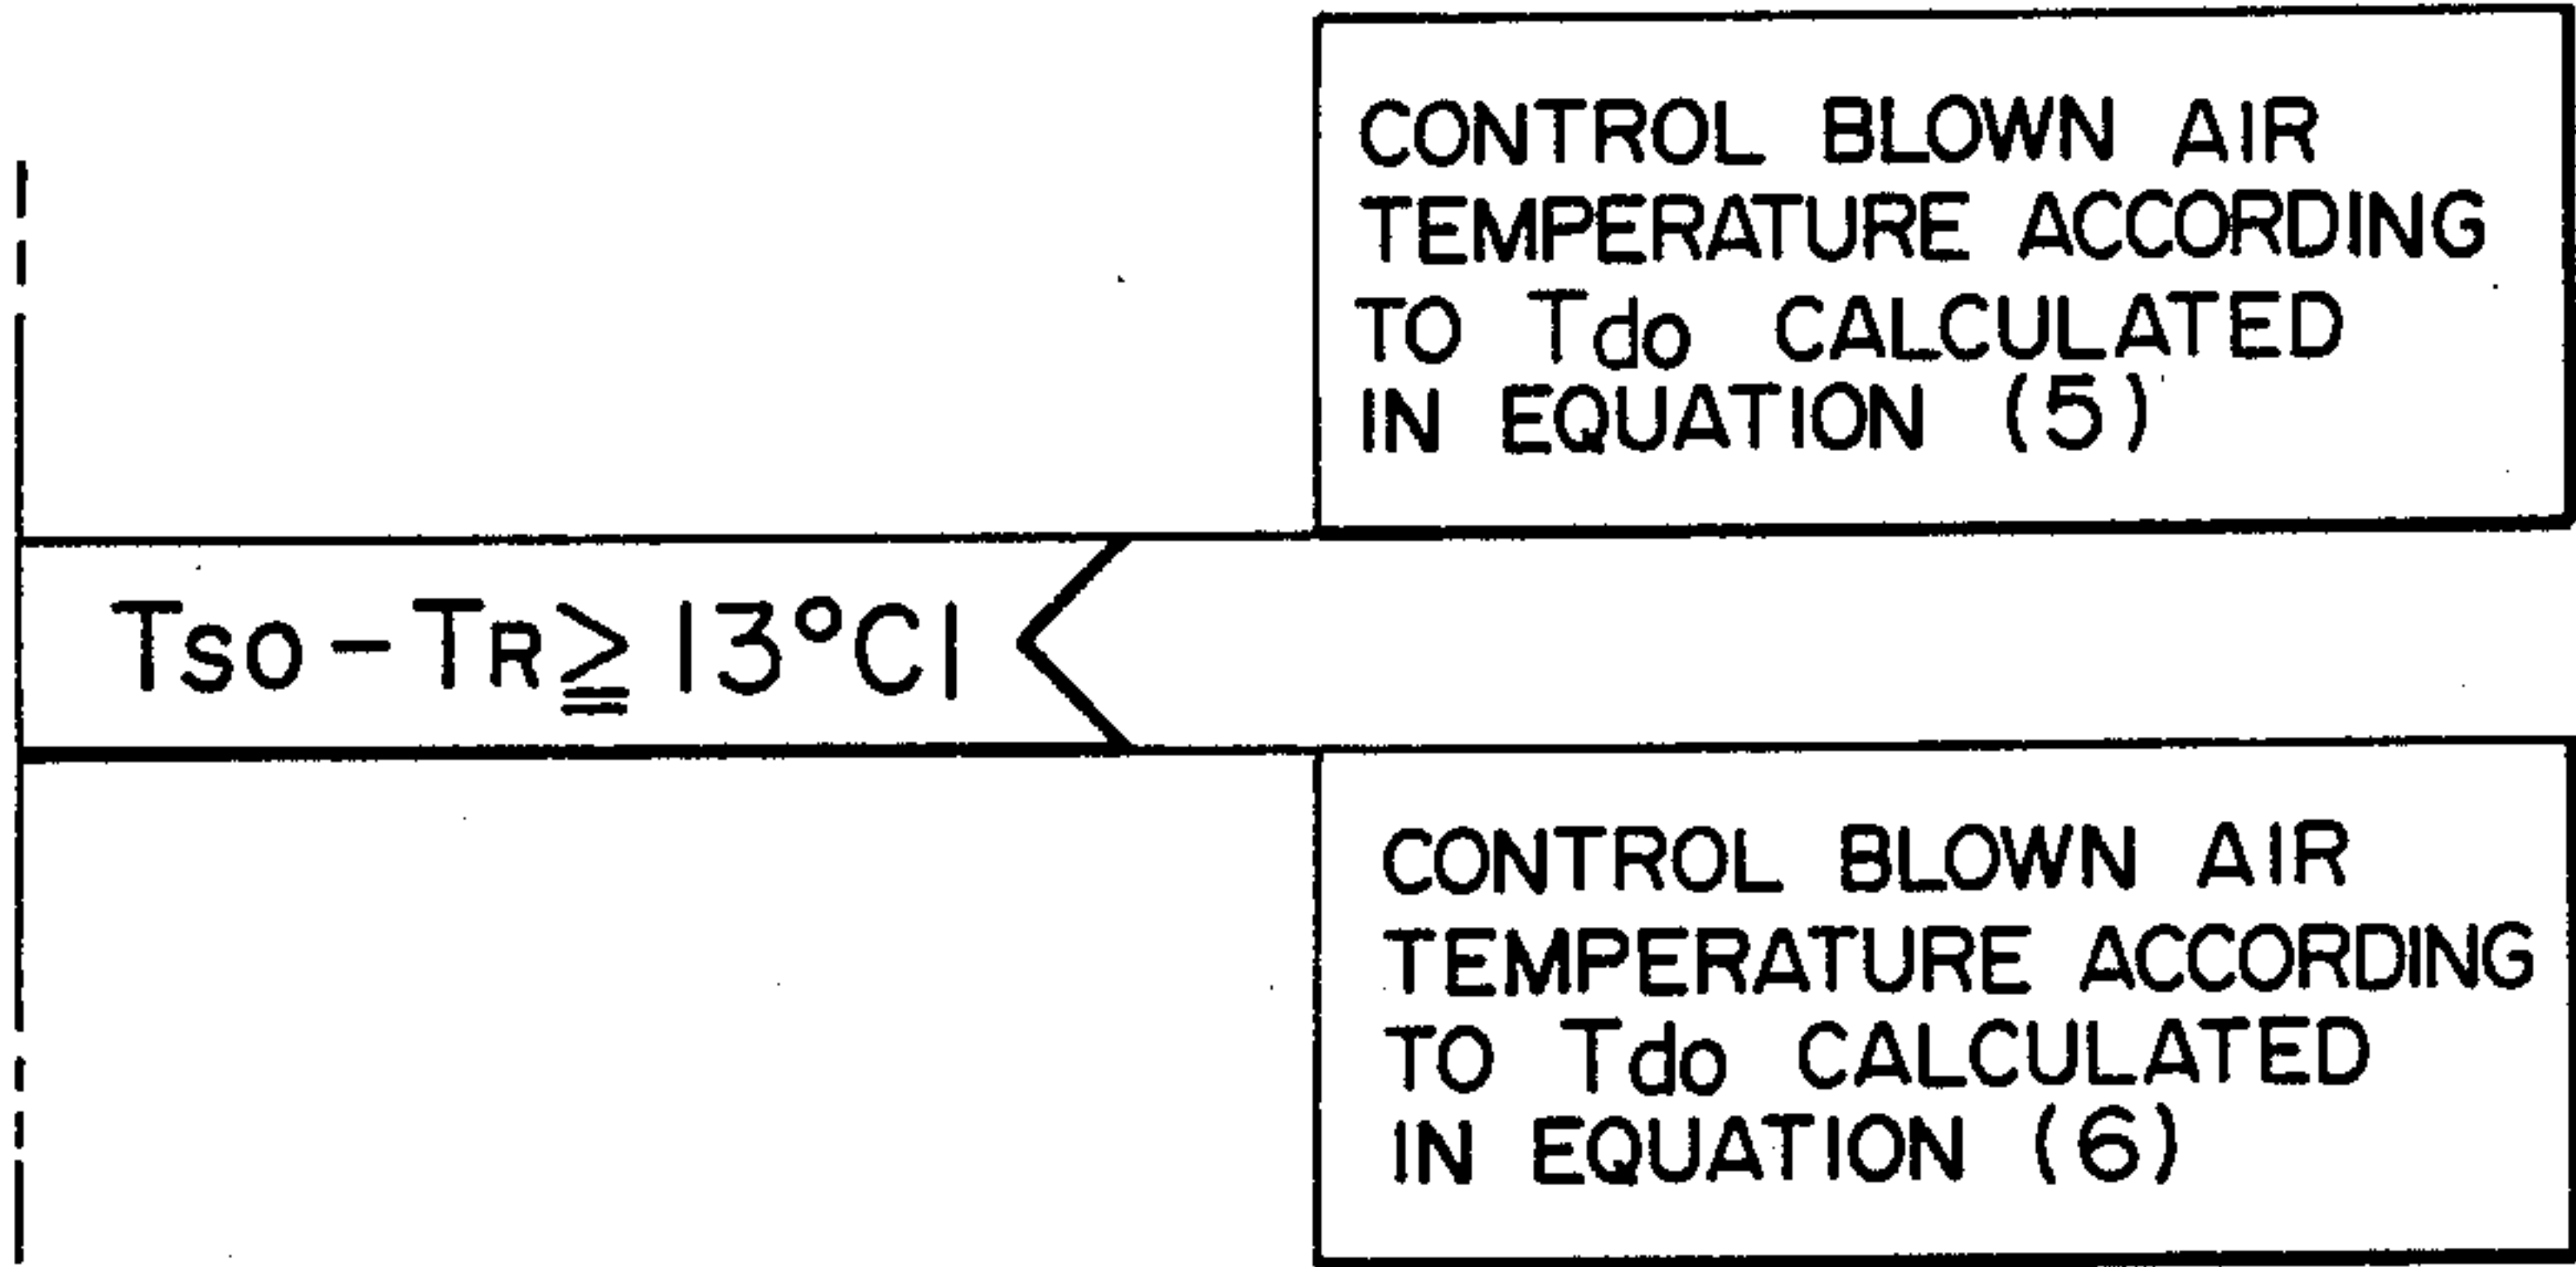 CONTROL BLOWN AIR
TEMPERATURE ACCORDING
TO Tdo CALCULATED
IN EQUATION (5)
TSO-TR≧|3°C|
CONTROL BLOWN AIR
TEMPERATURE ACCORDING
TO Tdo CALCULATED
IN EQUATION (6)